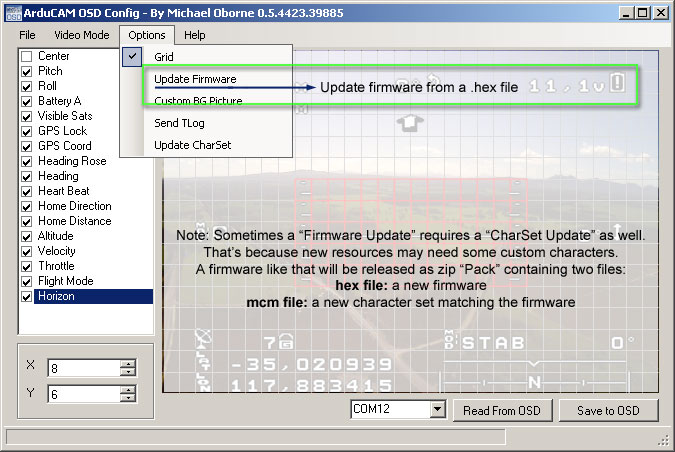 ArduCAM OSD Config - By Michael Oborne 0.5.4423.39885
File Video Mode Options Help
Center
Pitch
Roll
Battery A
Visible Sats
GPS Lock
GPS Coord
Heading Rose
Heading
Heart Beat
Home Direction
Home Distance
Altitude
Velocity
Throttle
Flight Mode
Horizon
Grid
Update Firmware
Custom BG Picture
Send TLog
Update CharSet
Update firmware from a .hex file
11,1v
Note: Sometimes a “Firmware Update” requires a “CharSet Update” as well.
That’s because new resources may need some custom characters.
A firmware like that will be released as zip “Pack” containing two files:
hex file: a new firmware
mcm file: a new character set matching the firmware
7
STAB 0°
LAT -35,020939
LON 117,883415
N
X 8
Y 6
COM12 Read From OSD Save to OSD